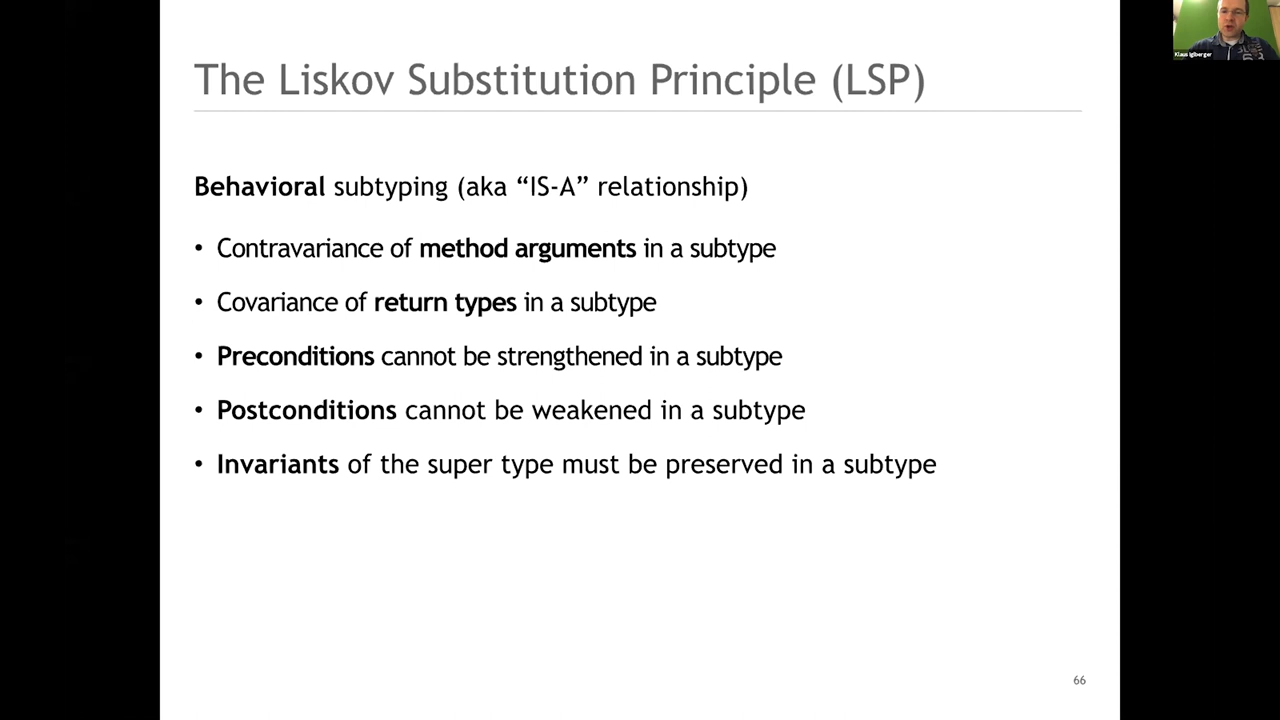 Klaus Iglberger
The Liskov Substitution Principle (LSP)
Behavioral subtyping (aka “IS-A” relationship)
• Contravariance of method arguments in a subtype
• Covariance of return types in a subtype
• Preconditions cannot be strengthened in a subtype
• Postconditions cannot be weakened in a subtype
• Invariants of the super type must be preserved in a subtype
66